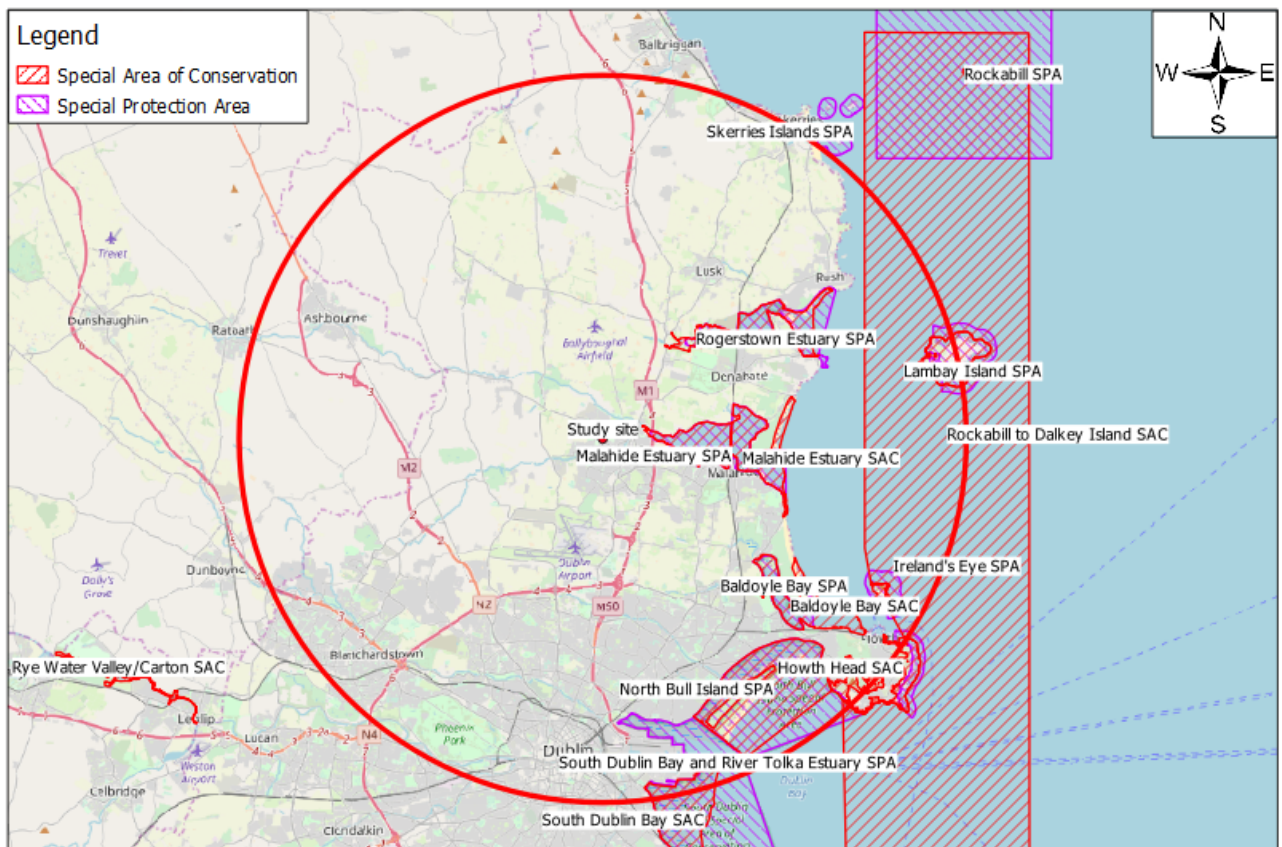 Legend
Special Area of Conservation
Special Protection Area
N
W E
S
Balbriggan
Rockabill SPA
Skerries Islands SPA
Trevet
Lusk
Rush
Dunshaughlin
Ratoath
Ashbourne
Ballyboughal
Airfield
Rogerstown Estuary SPA
Lambay Island SPA
Donabate
M1
Study site
Rockabill to Dalkey Island SAC
Malahide Estuary SPA
Malahide Estuary SAC
M2
Dublin
Airport
Dunboyne
Dolly's
Grove
Ireland's Eye SPA
Baldoyle Bay SPA
Baldoyle Bay SAC
N2
M50
Blanchardstown
Rye Water Valley/Carton SAC
Howth Head SAC
North Bull Island SPA
Leixlip
Lucan
N4
Phoenix
Park
Dublin
Weston
Airport
South Dublin Bay and River Tolka Estuary SPA
Dublin
Bay
Celbridge
South Dublin Bay SAC
Clondalkin